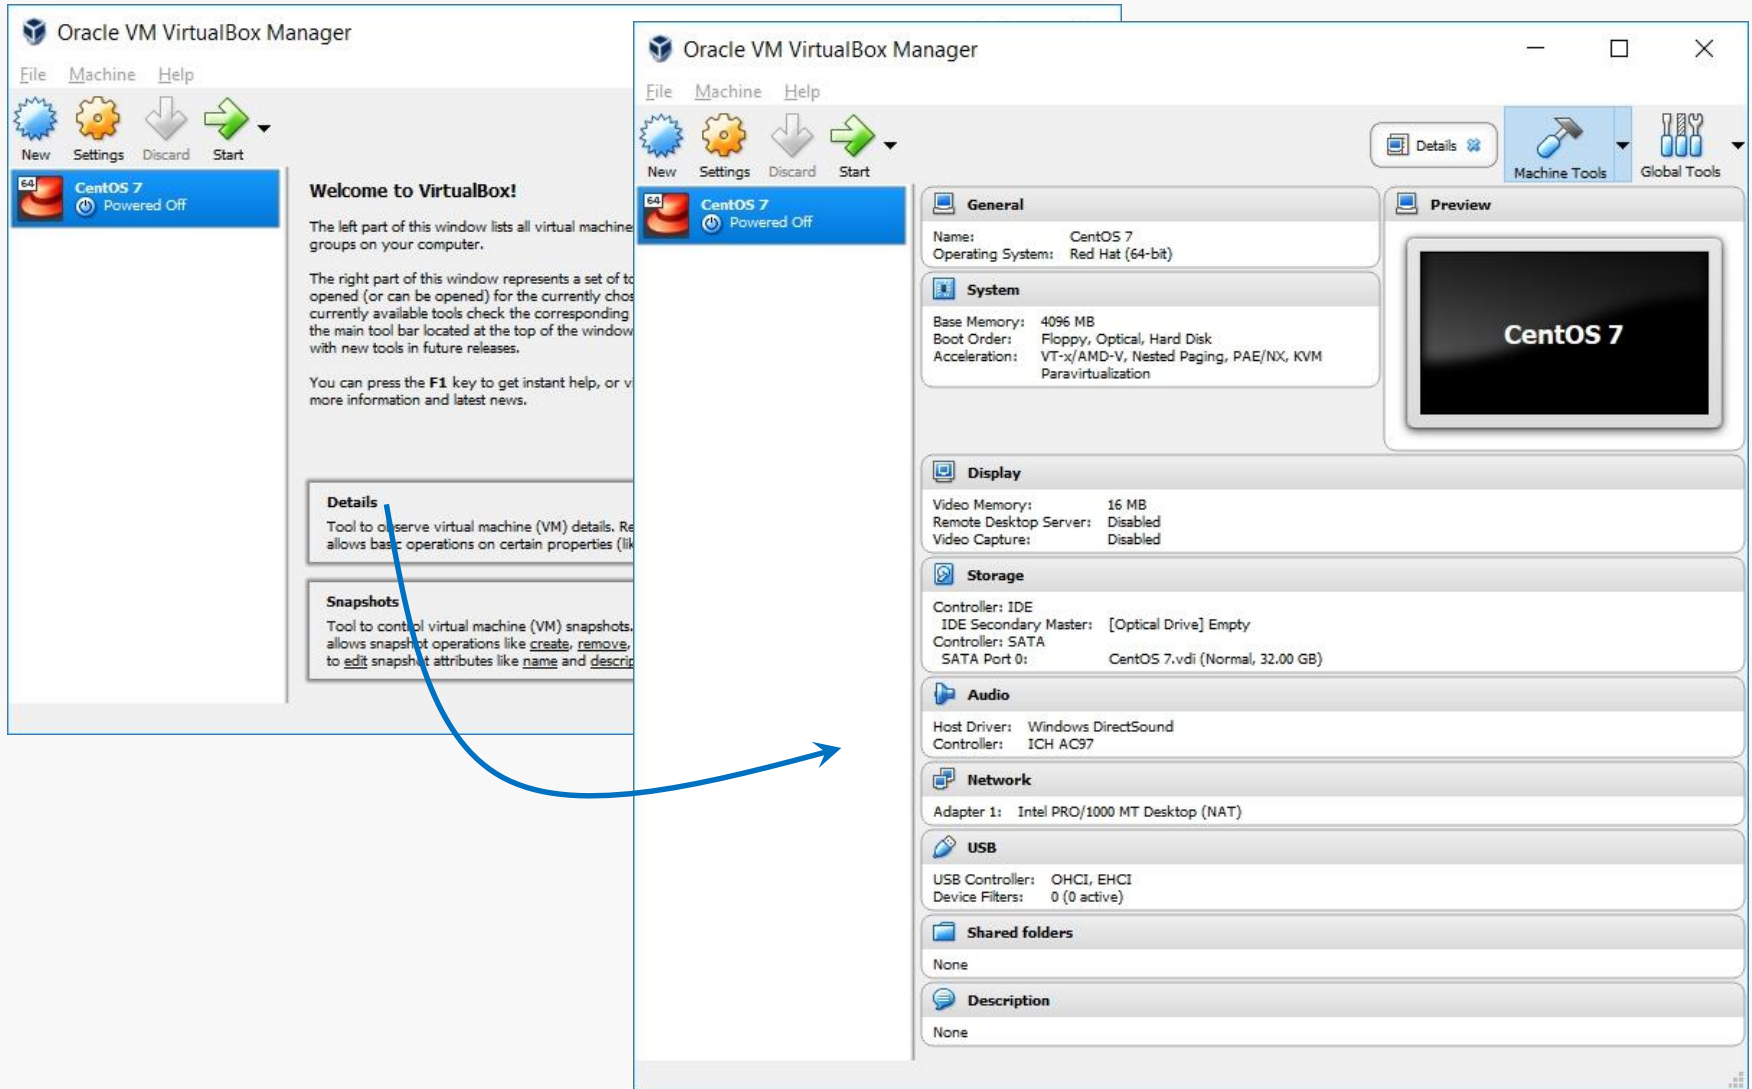 Oracle VM VirtualBox Manager
File Machine Help
New Settings Discard Start
64 CentOS 7
Powered Off
Welcome to VirtualBox!
The left part of this window lists all virtual machine
groups on your computer.
The right part of this window represents a set of to
opened (or can be opened) for the currently chos
currently available tools check the corresponding
the main tool bar located at the top of the window
with new tools in future releases.
You can press the F1 key to get instant help, or v
more information and latest news.
Details
Tool to observe virtual machine (VM) details. Re
allows basic operations on certain properties (lik
Snapshots
Tool to control virtual machine (VM) snapshots.
allows snapshot operations like create, remove,
to edit snapshot attributes like name and descrip
Oracle VM VirtualBox Manager
File Machine Help
New Settings Discard Start
Details Machine Tools Global Tools
64 CentOS 7
Powered Off
General
Name: CentOS 7
Operating System: Red Hat (64-bit)
System
Base Memory: 4096 MB
Boot Order: Floppy, Optical, Hard Disk
Acceleration: VT-x/AMD-V, Nested Paging, PAE/NX, KVM
Paravirtualization
Preview
CentOS 7
Display
Video Memory: 16 MB
Remote Desktop Server: Disabled
Video Capture: Disabled
Storage
Controller: IDE
IDE Secondary Master: [Optical Drive] Empty
Controller: SATA
SATA Port 0: CentOS 7.vdi (Normal, 32.00 GB)
Audio
Host Driver: Windows DirectSound
Controller: ICH AC97
Network
Adapter 1: Intel PRO/1000 MT Desktop (NAT)
USB
USB Controller: OHCI, EHCI
Device Filters: 0 (0 active)
Shared folders
None
Description
None